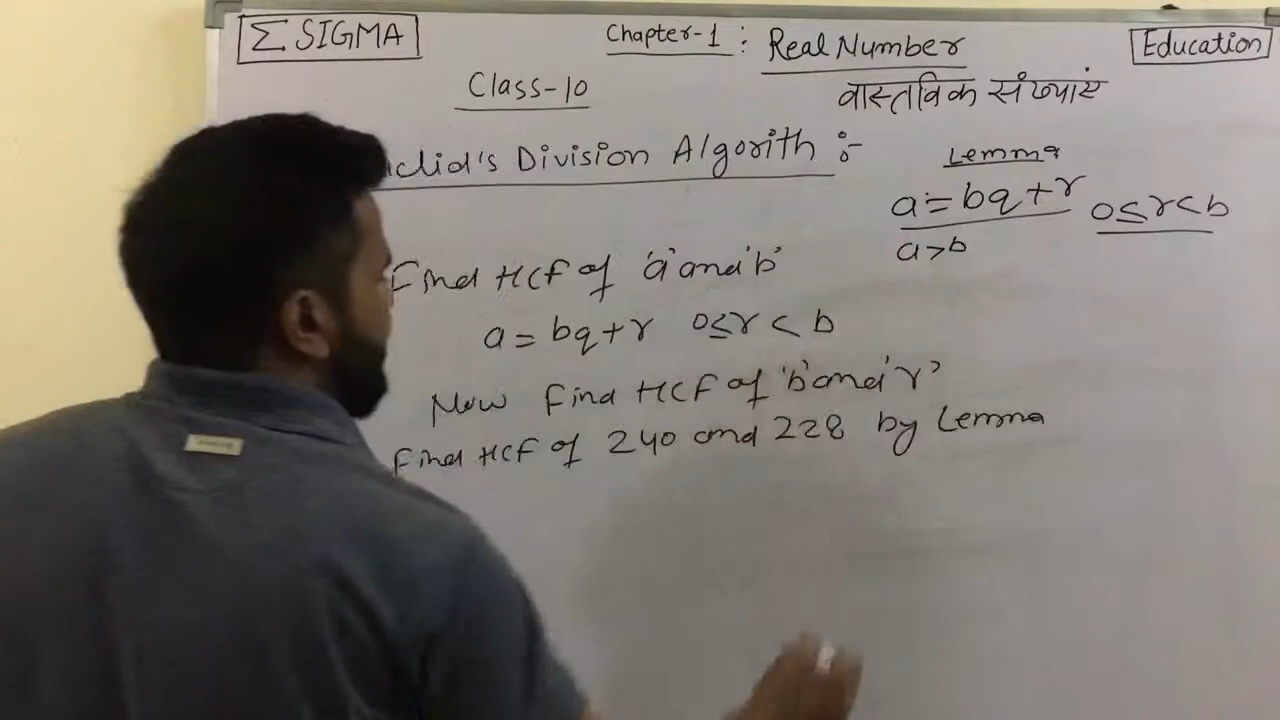 Σ SIGMA
Chapter-1 : Real Number
Education
Class-10
वास्तविक संख्याएं
clid's Division Algorith :-
Lemma
a = bq + r 0≤r<b
a>b
Find HCF of 'a' and 'b'
a = bq + r 0≤r < b
Now Find HCF of 'b' and 'r'
Find HCF of 240 and 228 by Lemma